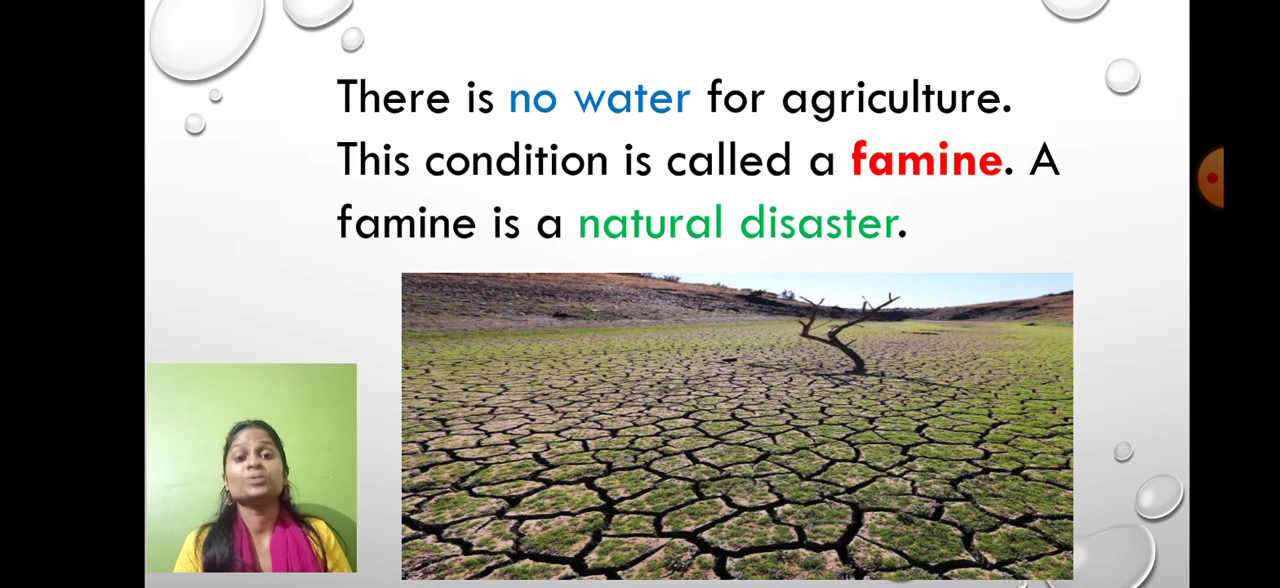 There is no water for agriculture.
This condition is called a famine. A
famine is a natural disaster.